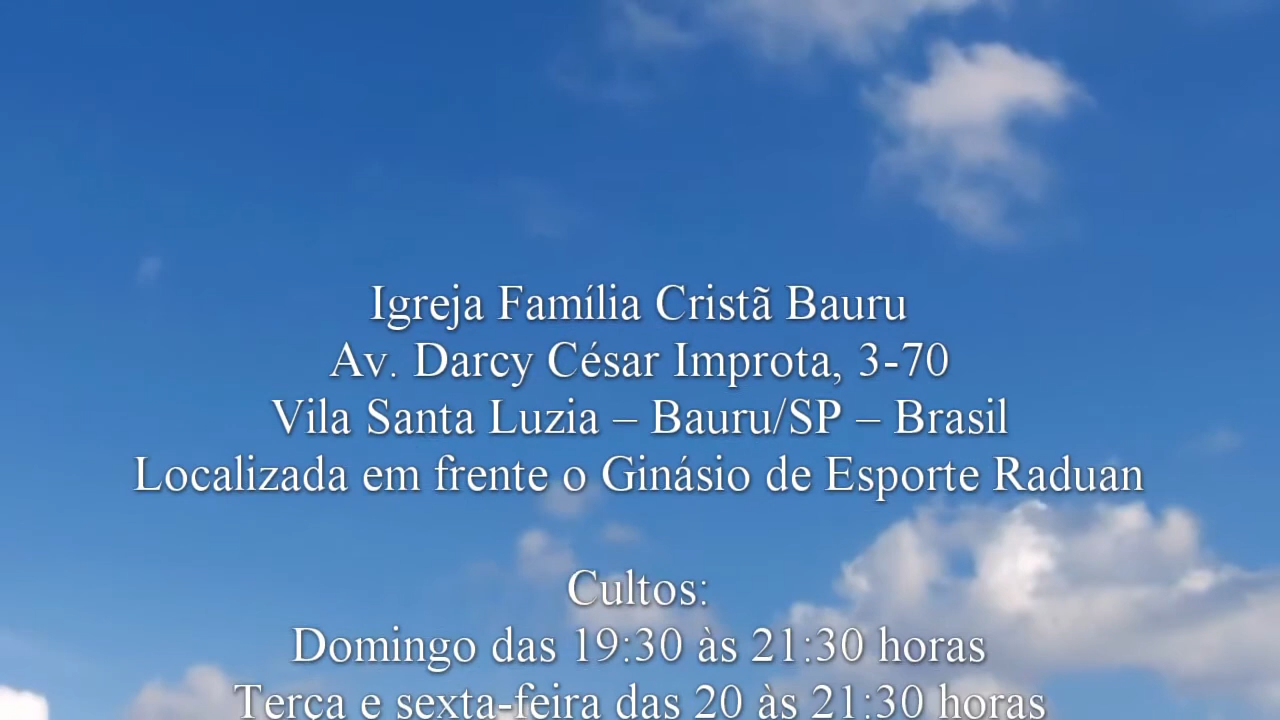 Igreja Família Cristã Bauru
Av. Darcy César Improta, 3-70
Vila Santa Luzia – Bauru/SP – Brasil
Localizada em frente o Ginásio de Esporte Raduan
Cultos:
Domingo das 19:30 às 21:30 horas
Terça e sexta-feira das 20 às 21:30 horas